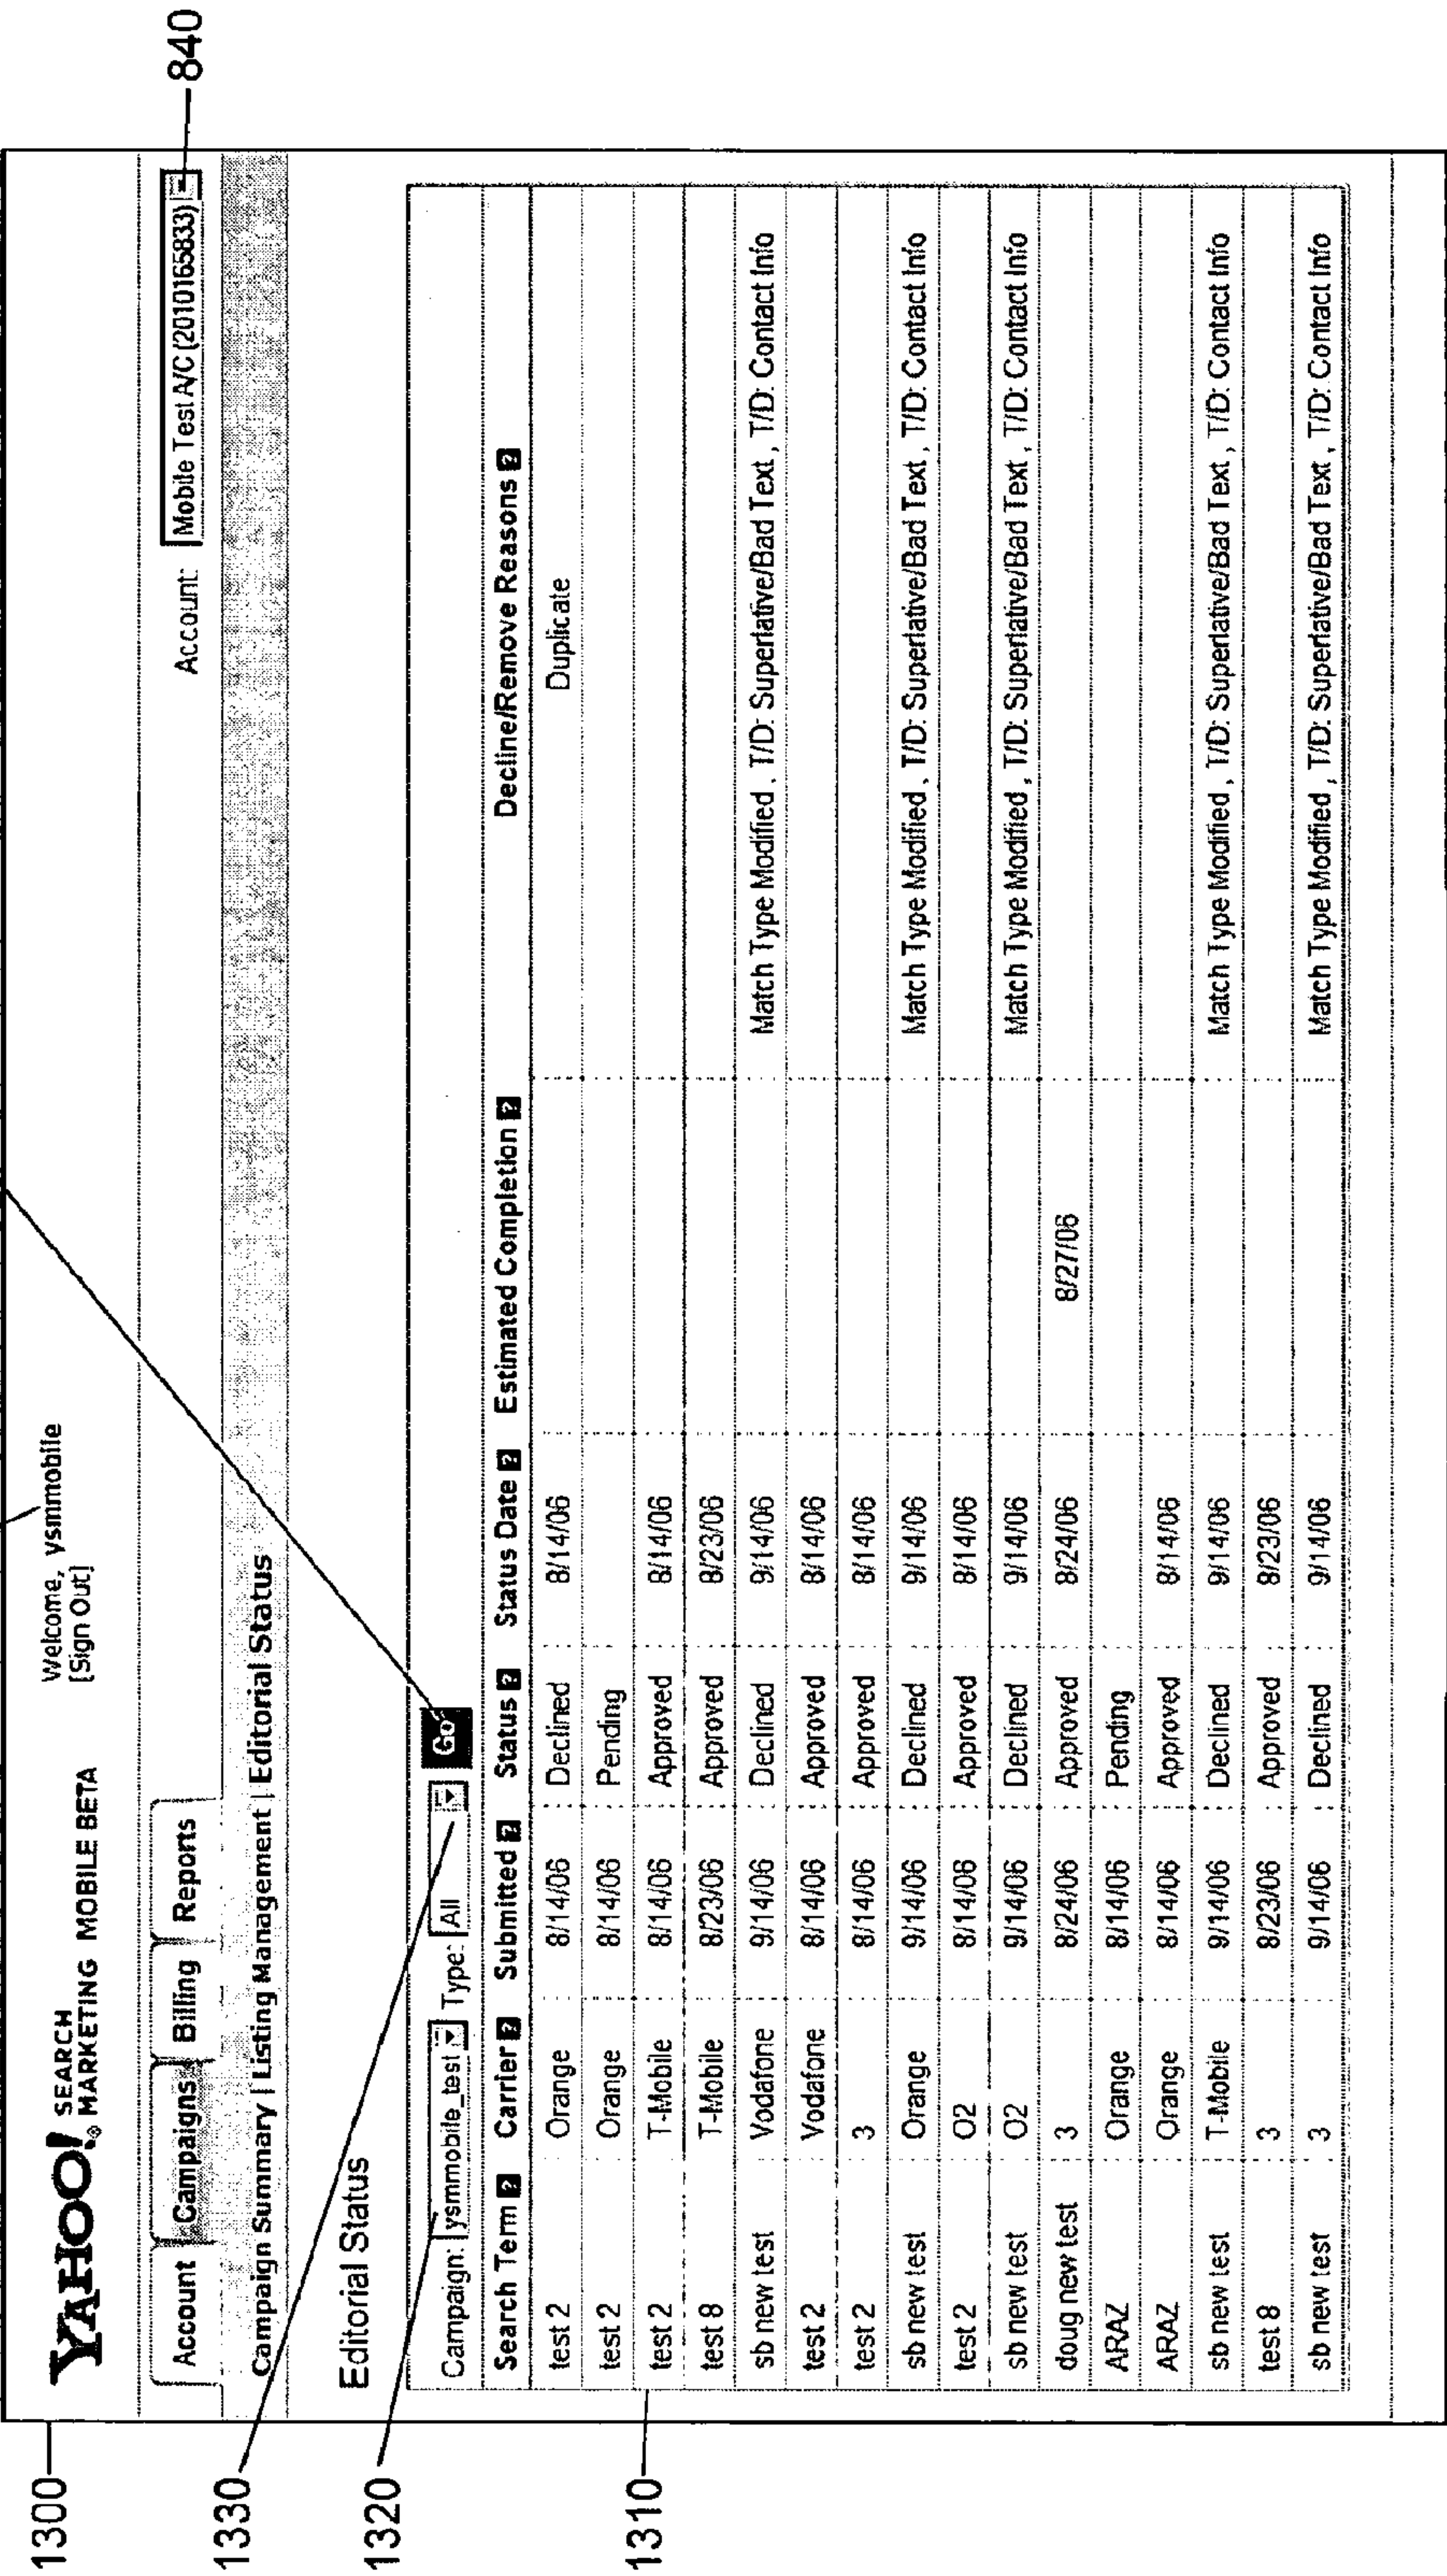 1300
YAHOO! SEARCH MARKETING MOBILE BETA
Welcome, ysmmobile
[Sign Out]
Account Campaigns Billing Reports
Account: Mobile Test A/C (2010165833)
840
1330
Campaign Summary | Listing Management | Editorial Status
Editorial Status
1320
Campaign: ysmmobile_test Type: All Go
Search Term ? Carrier ? Submitted ? Status ? Status Date ? Estimated Completion ? Decline/Remove Reasons ?
test 2 Orange 8/14/06 Declined 8/14/06 Duplicate
test 2 Orange 8/14/06 Pending
1310
test 2 T-Mobile 8/14/06 Approved 8/14/06
test 8 T-Mobile 8/23/06 Approved 8/23/06
sb new test Vodafone 9/14/06 Declined 9/14/06 Match Type Modified , T/D: Superlative/Bad Text , T/D: Contact Info
test 2 Vodafone 8/14/06 Approved 8/14/06
test 2 3 8/14/06 Approved 8/14/06
sb new test Orange 9/14/06 Declined 9/14/06 Match Type Modified , T/D: Superlative/Bad Text , T/D: Contact Info
test 2 O2 8/14/06 Approved 8/14/06
sb new test O2 9/14/06 Declined 9/14/06 Match Type Modified , T/D: Superlative/Bad Text , T/D: Contact Info
doug new test 3 8/24/06 Approved 8/24/06 8/27/06
ARAZ Orange 8/14/06 Pending
ARAZ Orange 8/14/06 Approved 8/14/06
sb new test T-Mobile 9/14/06 Declined 9/14/06 Match Type Modified , T/D: Superlative/Bad Text , T/D: Contact Info
test 8 3 8/23/06 Approved 8/23/06
sb new test 3 9/14/06 Declined 9/14/06 Match Type Modified , T/D: Superlative/Bad Text , T/D: Contact Info